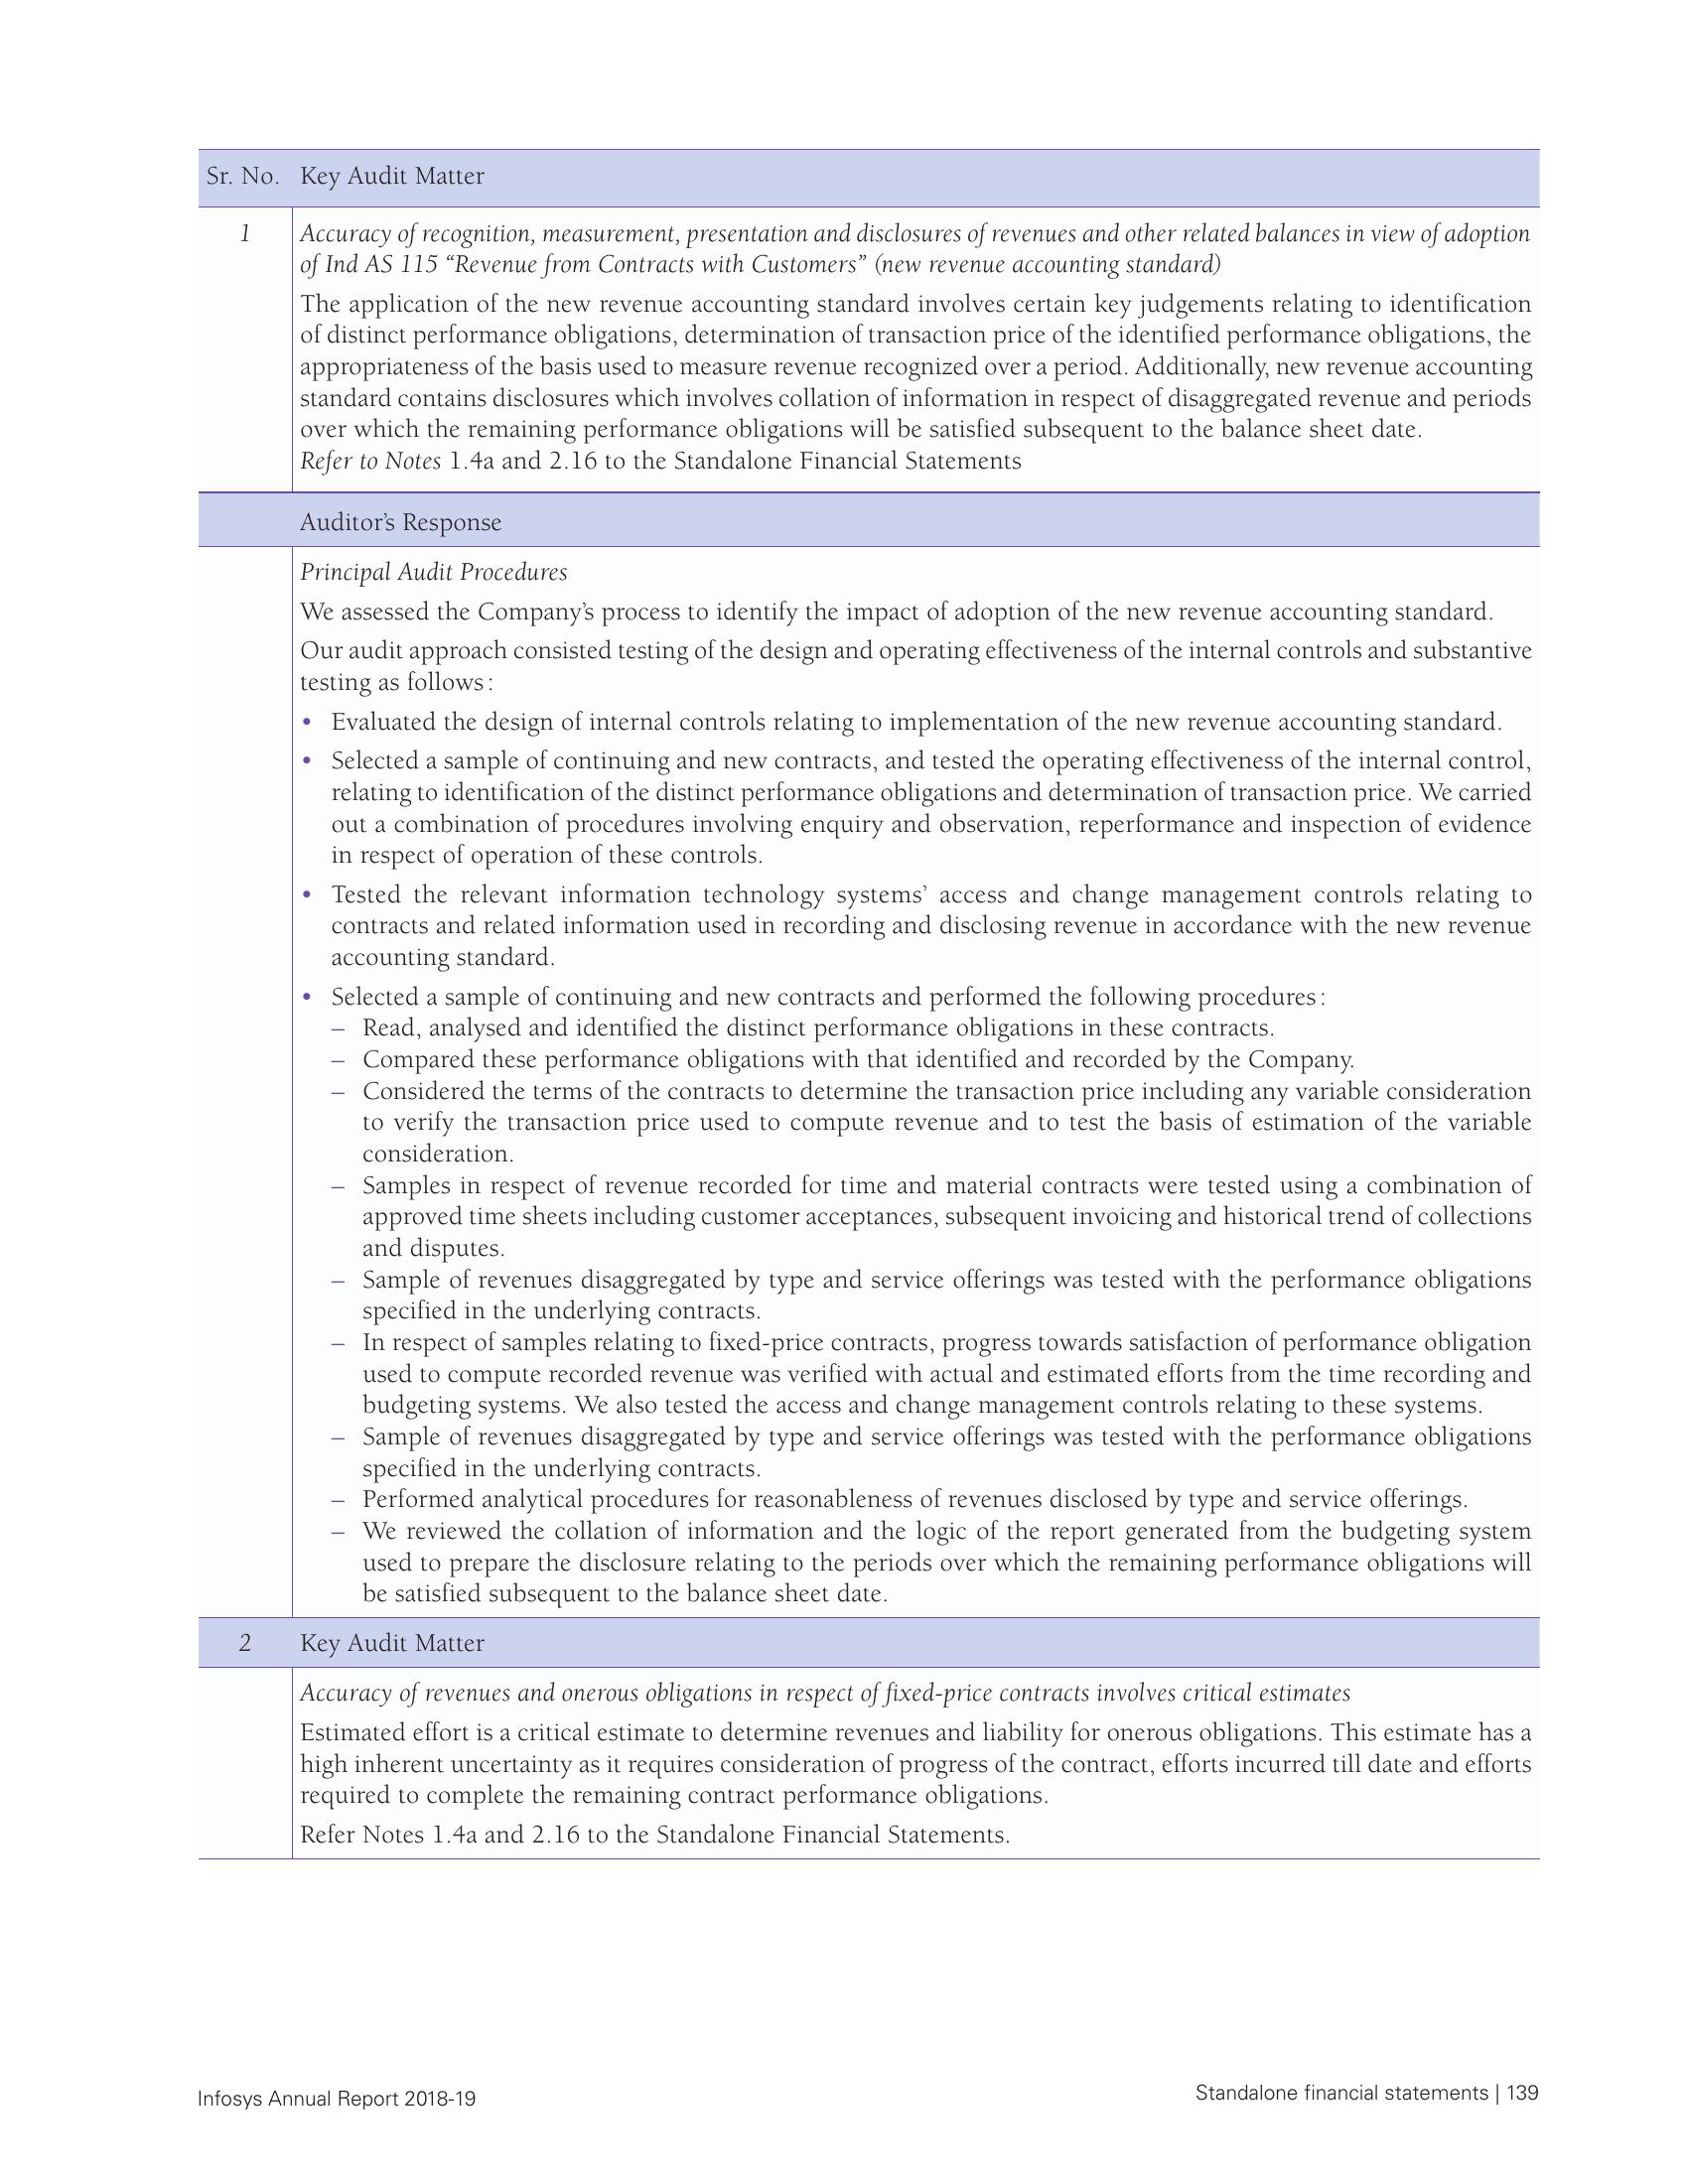 Sr. No. Key Audit Matter
1 Accuracy of recognition, measurement, presentation and disclosures of revenues and other related balances in view of adoption
of Ind AS 115 “Revenue from Contracts with Customers” (new revenue accounting standard)
The application of the new revenue accounting standard involves certain key judgements relating to identification
of distinct performance obligations, determination of transaction price of the identified performance obligations, the
appropriateness of the basis used to measure revenue recognized over a period. Additionally, new revenue accounting
standard contains disclosures which involves collation of information in respect of disaggregated revenue and periods
over which the remaining performance obligations will be satisfied subsequent to the balance sheet date.
Refer to Notes 1.4a and 2.16 to the Standalone Financial Statements
Auditor’s Response
Principal Audit Procedures
We assessed the Company’s process to identify the impact of adoption of the new revenue accounting standard.
Our audit approach consisted testing of the design and operating effectiveness of the internal controls and substantive
testing as follows:
• Evaluated the design of internal controls relating to implementation of the new revenue accounting standard.
• Selected a sample of continuing and new contracts, and tested the operating effectiveness of the internal control,
relating to identification of the distinct performance obligations and determination of transaction price. We carried
out a combination of procedures involving enquiry and observation, reperformance and inspection of evidence
in respect of operation of these controls.
• Tested the relevant information technology systems’ access and change management controls relating to
contracts and related information used in recording and disclosing revenue in accordance with the new revenue
accounting standard.
• Selected a sample of continuing and new contracts and performed the following procedures:
– Read, analysed and identified the distinct performance obligations in these contracts.
– Compared these performance obligations with that identified and recorded by the Company.
– Considered the terms of the contracts to determine the transaction price including any variable consideration
to verify the transaction price used to compute revenue and to test the basis of estimation of the variable
consideration.
– Samples in respect of revenue recorded for time and material contracts were tested using a combination of
approved time sheets including customer acceptances, subsequent invoicing and historical trend of collections
and disputes.
– Sample of revenues disaggregated by type and service offerings was tested with the performance obligations
specified in the underlying contracts.
– In respect of samples relating to fixed-price contracts, progress towards satisfaction of performance obligation
used to compute recorded revenue was verified with actual and estimated efforts from the time recording and
budgeting systems. We also tested the access and change management controls relating to these systems.
– Sample of revenues disaggregated by type and service offerings was tested with the performance obligations
specified in the underlying contracts.
– Performed analytical procedures for reasonableness of revenues disclosed by type and service offerings.
– We reviewed the collation of information and the logic of the report generated from the budgeting system
used to prepare the disclosure relating to the periods over which the remaining performance obligations will
be satisfied subsequent to the balance sheet date.
2 Key Audit Matter
Accuracy of revenues and onerous obligations in respect of fixed-price contracts involves critical estimates
Estimated effort is a critical estimate to determine revenues and liability for onerous obligations. This estimate has a
high inherent uncertainty as it requires consideration of progress of the contract, efforts incurred till date and efforts
required to complete the remaining contract performance obligations.
Refer Notes 1.4a and 2.16 to the Standalone Financial Statements.
Infosys Annual Report 2018-19
Standalone financial statements | 139